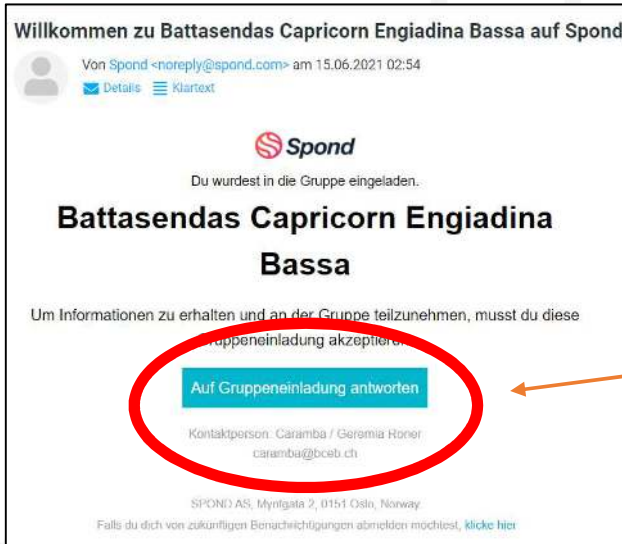 Willkommen zu Battasendas Capricorn Engiadina Bassa auf Spond
Von Spond <noreply@spond.com> am 15.06.2021 02:54
Details Klartext
Spond
Du wurdest in die Gruppe eingeladen.
Battasendas Capricorn Engiadina
Bassa
Um Informationen zu erhalten und an der Gruppe teilzunehmen, musst du diese
Gruppeneinladung akzeptieren
Auf Gruppeneinladung antworten
Kontaktperson: Caramba / Geremia Roner
caramba@bceb.ch
SPOND AS, Myntgata 2, 0151 Oslo, Norway
Falls du dich von zukünftigen Benachrichtigungen abmelden möchtest, klicke hier